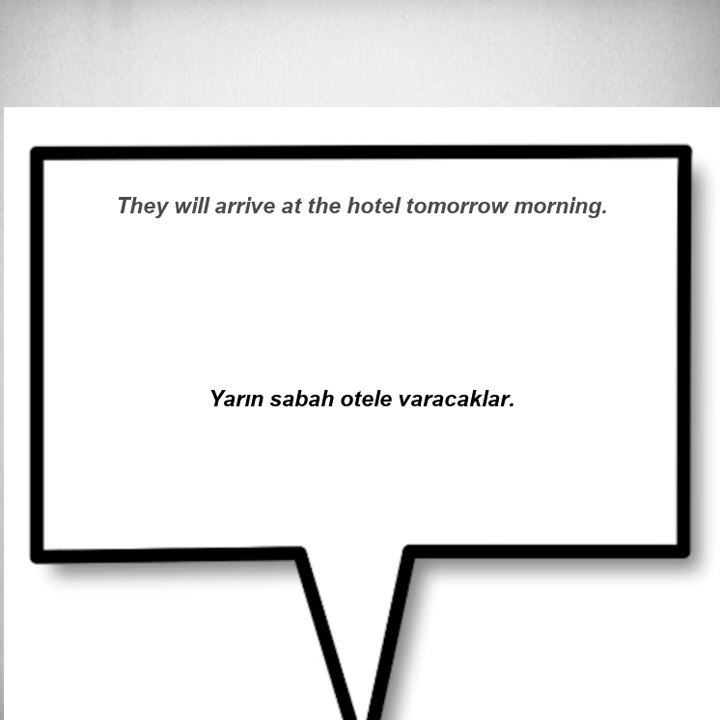 They will arrive at the hotel tomorrow morning.
Yarın sabah otele varacaklar.